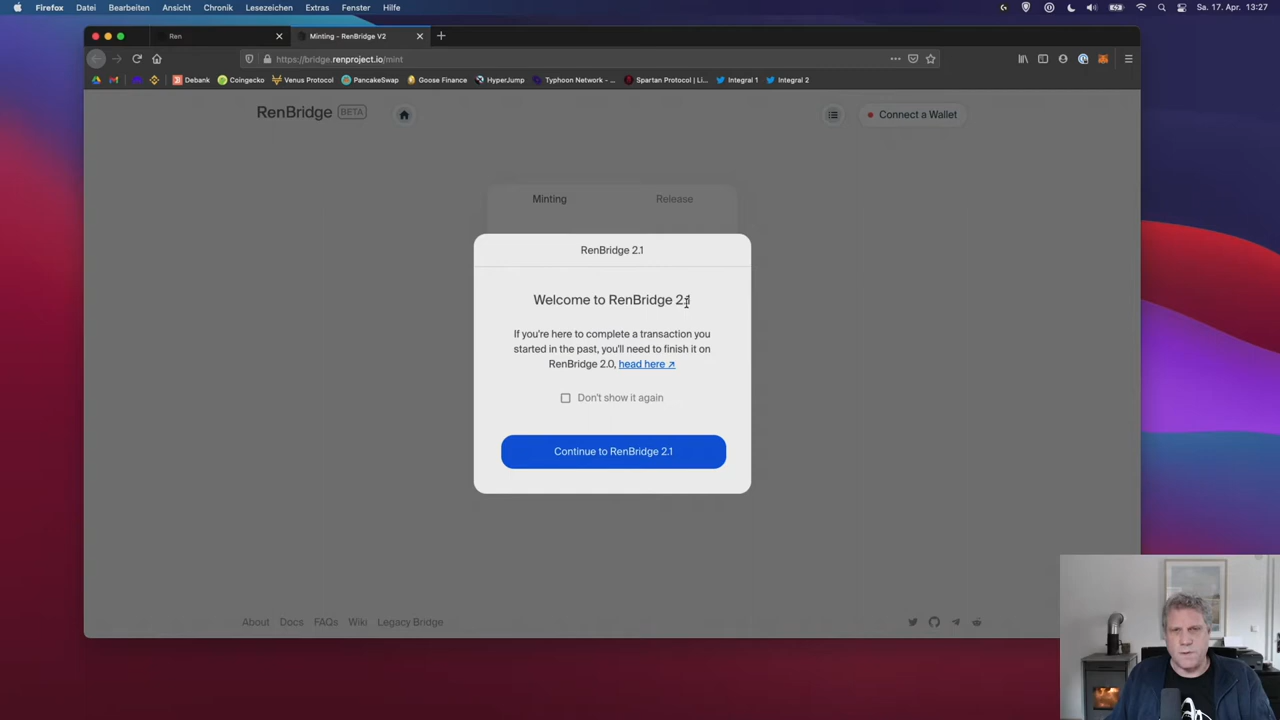 Firefox Datei Bearbeiten Ansicht Chronik Lesezeichen Extras Fenster Hilfe Sa. 17. Apr. 13:27
Ren Minting - RenBridge V2
https://bridge.renproject.io/mint
Debank Coingecko Venus Protocol PancakeSwap Goose Finance HyperJump Typhoon Network - ... Spartan Protocol | Li... Integral 1 Integral 2
RenBridge BETA Connect a Wallet
Minting Release
RenBridge 2.1
Welcome to RenBridge 2.1
If you're here to complete a transaction you
started in the past, you'll need to finish it on
RenBridge 2.0, head here ↗
Don't show it again
Continue to RenBridge 2.1
About Docs FAQs Wiki Legacy Bridge